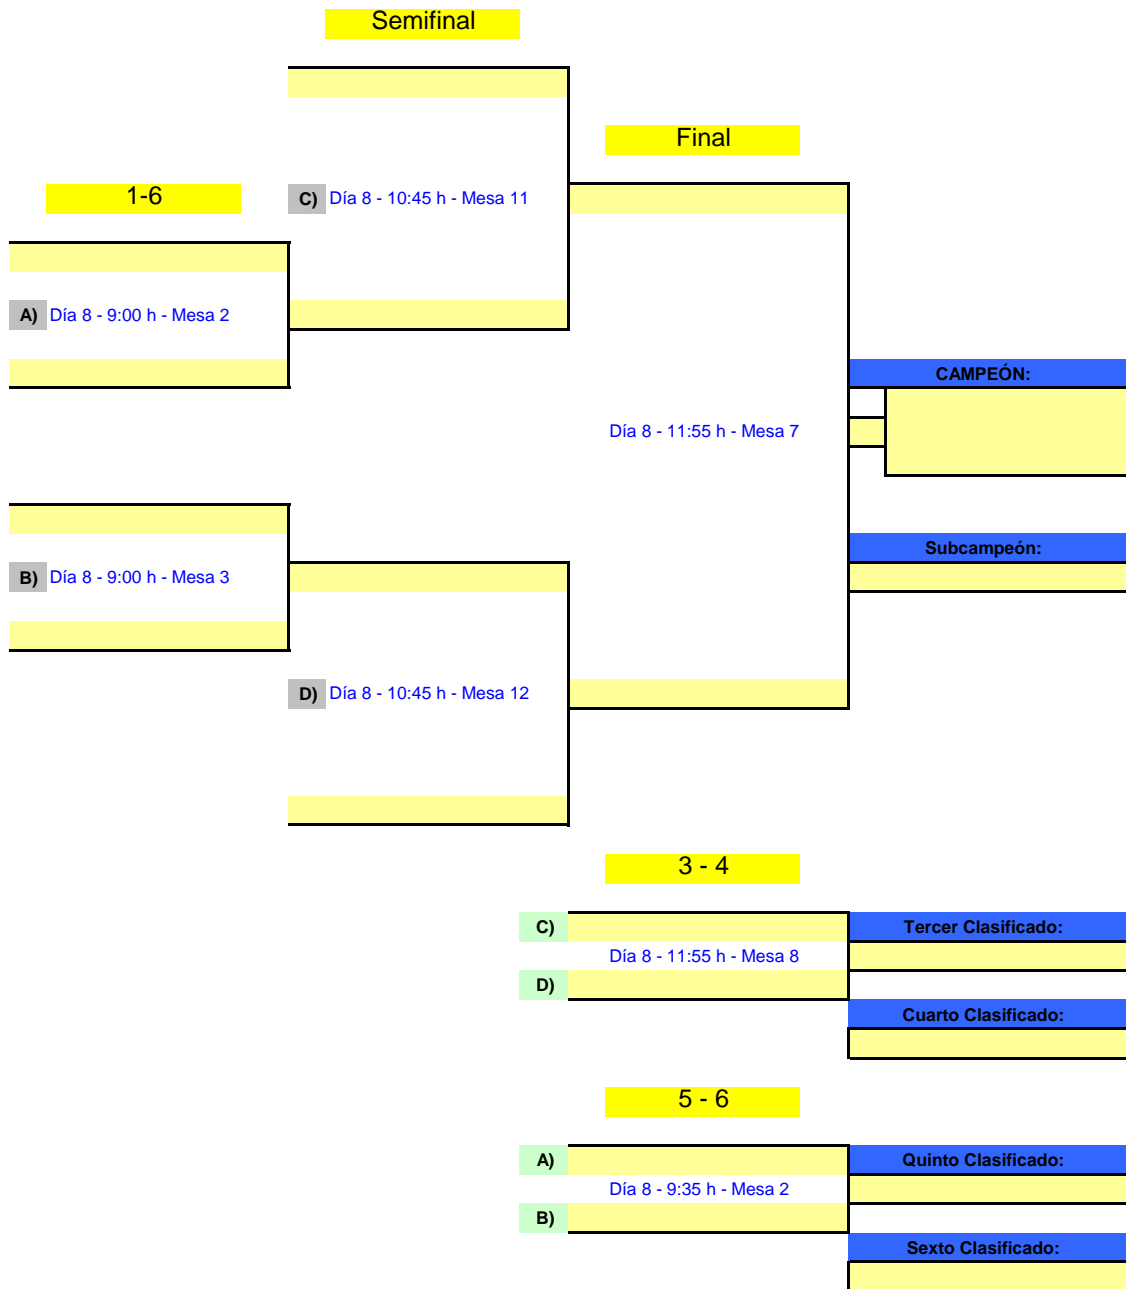 Semifinal
Final
1-6
C) Día 8 - 10:45 h - Mesa 11
A) Día 8 - 9:00 h - Mesa 2
CAMPEÓN:
Día 8 - 11:55 h - Mesa 7
Subcampeón:
B) Día 8 - 9:00 h - Mesa 3
D) Día 8 - 10:45 h - Mesa 12
3 - 4
C)
Tercer Clasificado:
Día 8 - 11:55 h - Mesa 8
D)
Cuarto Clasificado:
5 - 6
A)
Quinto Clasificado:
Día 8 - 9:35 h - Mesa 2
B)
Sexto Clasificado: